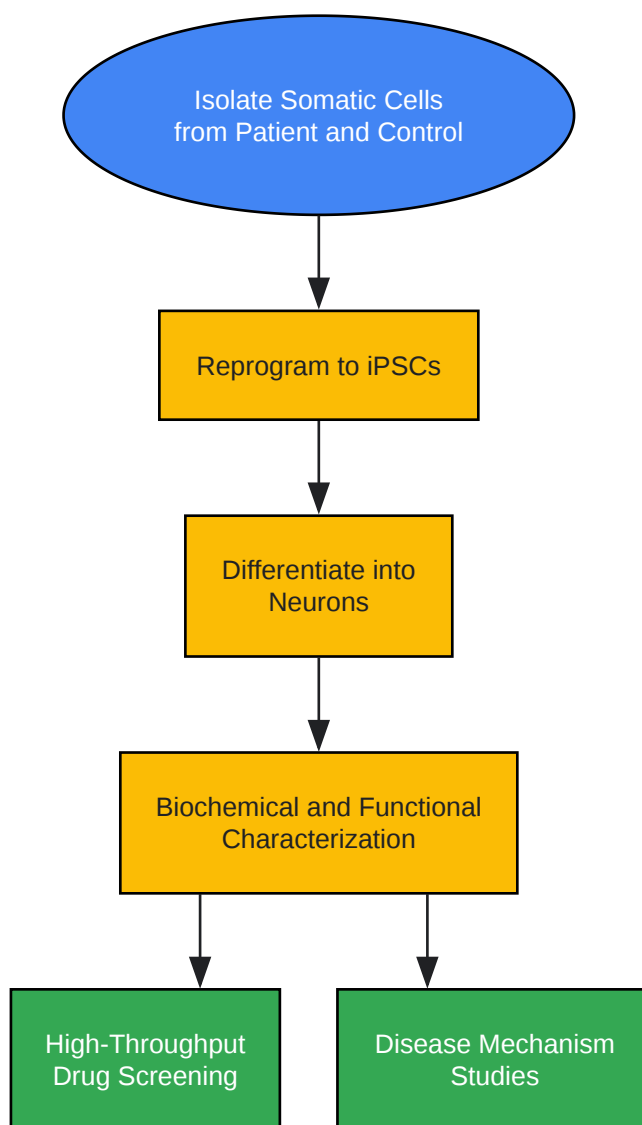 Isolate Somatic Cells
from Patient and Control
Reprogram to iPSCs
Differentiate into
Neurons
Biochemical and Functional
Characterization
High-Throughput
Drug Screening
Disease Mechanism
Studies